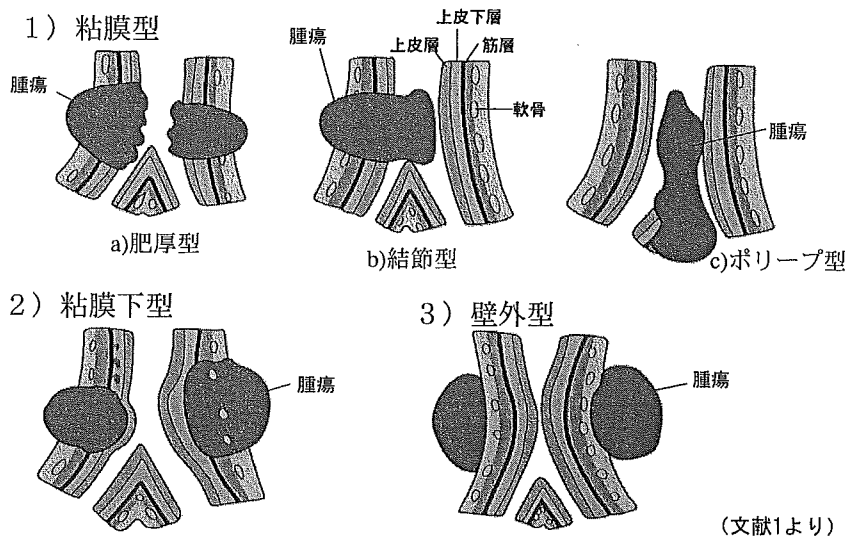 1）粘膜型
腫瘍
a)肥厚型
腫瘍
上皮層
上皮下層
筋層
軟骨
b)結節型
腫瘍
c)ポリープ型
2）粘膜下型
腫瘍
3）壁外型
腫瘍
(文献1より)